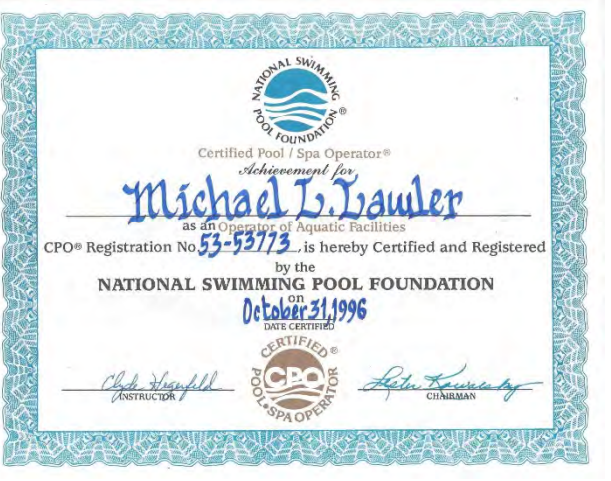 NATIONAL SWIMMING
POOL FOUNDATION®
Certified Pool / Spa Operator®
Achievement for
Michael L. Lawler
as an Operator of Aquatic Facilities
CPO® Registration No. 53-53773, is hereby Certified and Registered
by the
NATIONAL SWIMMING POOL FOUNDATION
on
October 31, 1996
DATE CERTIFIED
CERTIFIED®
CPO
POOL•SPA OPERATOR
Clyde
INSTRUCTOR
Lester
CHAIRMAN